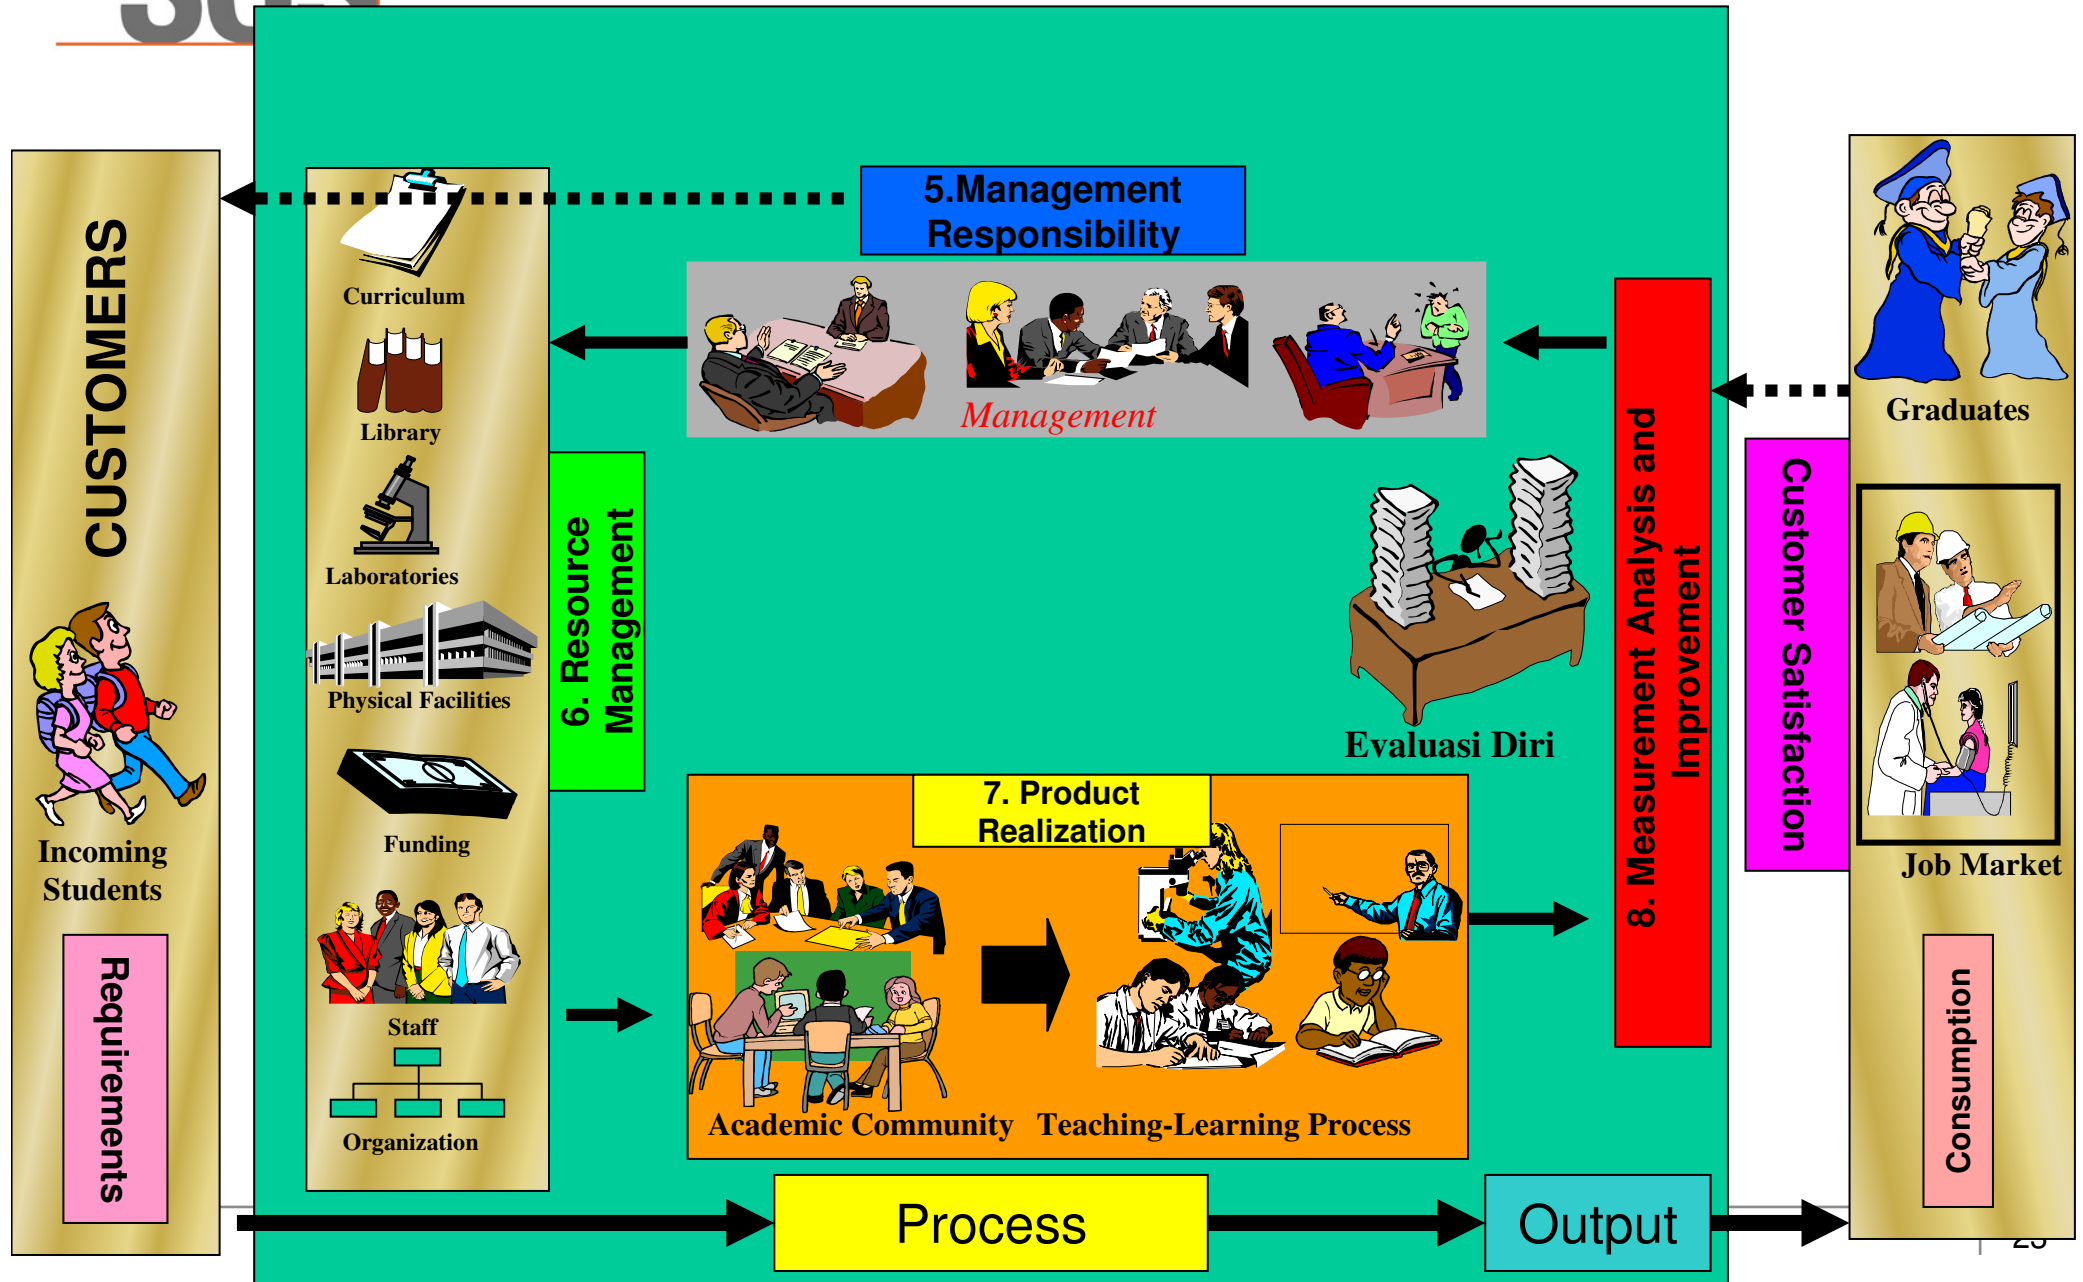 CUSTOMERS
Incoming
Students
Requirements
Curriculum
Library
Laboratories
Physical Facilities
Funding
Staff
Organization
6. Resource
Management
5.Management
Responsibility
Management
Evaluasi Diri
7. Product
Realization
Academic Community
Teaching-Learning Process
8. Measurement Analysis and
Improvement
Customer Satisfaction
Graduates
Job Market
Consumption
Process
Output